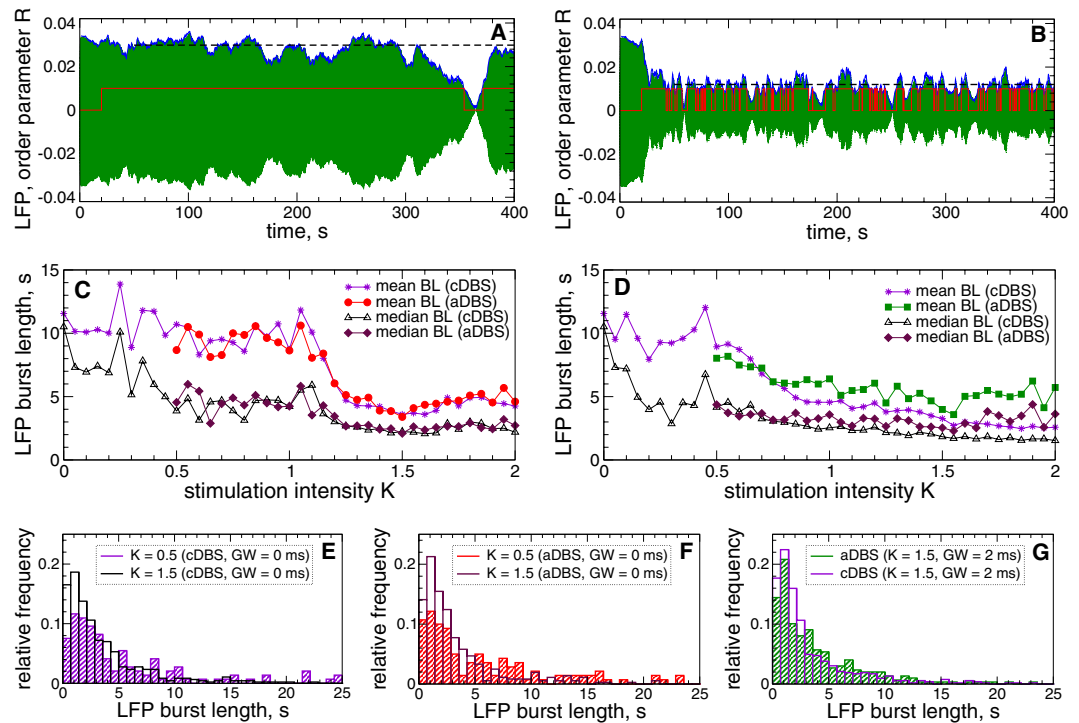 A
LFP, order parameter R
0.04
0.02
0
-0.02
-0.04
0
100
200
300
400
time, s
B
LFP, order parameter R
0.04
0.02
0
-0.02
-0.04
0
100
200
300
400
time, s
C
LFP burst length, s
15
10
5
0
mean BL (cDBS)
mean BL (aDBS)
median BL (cDBS)
median BL (aDBS)
0
0.5
1
1.5
2
stimulation intensity K
D
LFP burst length, s
15
10
5
0
mean BL (cDBS)
mean BL (aDBS)
median BL (cDBS)
median BL (aDBS)
0
0.5
1
1.5
2
stimulation intensity K
E
relative frequency
0.2
0.1
0
K = 0.5 (cDBS, GW = 0 ms)
K = 1.5 (cDBS, GW = 0 ms)
0
5
10
15
20
25
LFP burst length, s
F
relative frequency
0.2
0.1
0
K = 0.5 (aDBS, GW = 0 ms)
K = 1.5 (aDBS, GW = 0 ms)
0
5
10
15
20
25
LFP burst length, s
G
relative frequency
0.2
0.1
0
aDBS (K = 1.5, GW = 2 ms)
cDBS (K = 1.5, GW = 2 ms)
0
5
10
15
20
25
LFP burst length, s